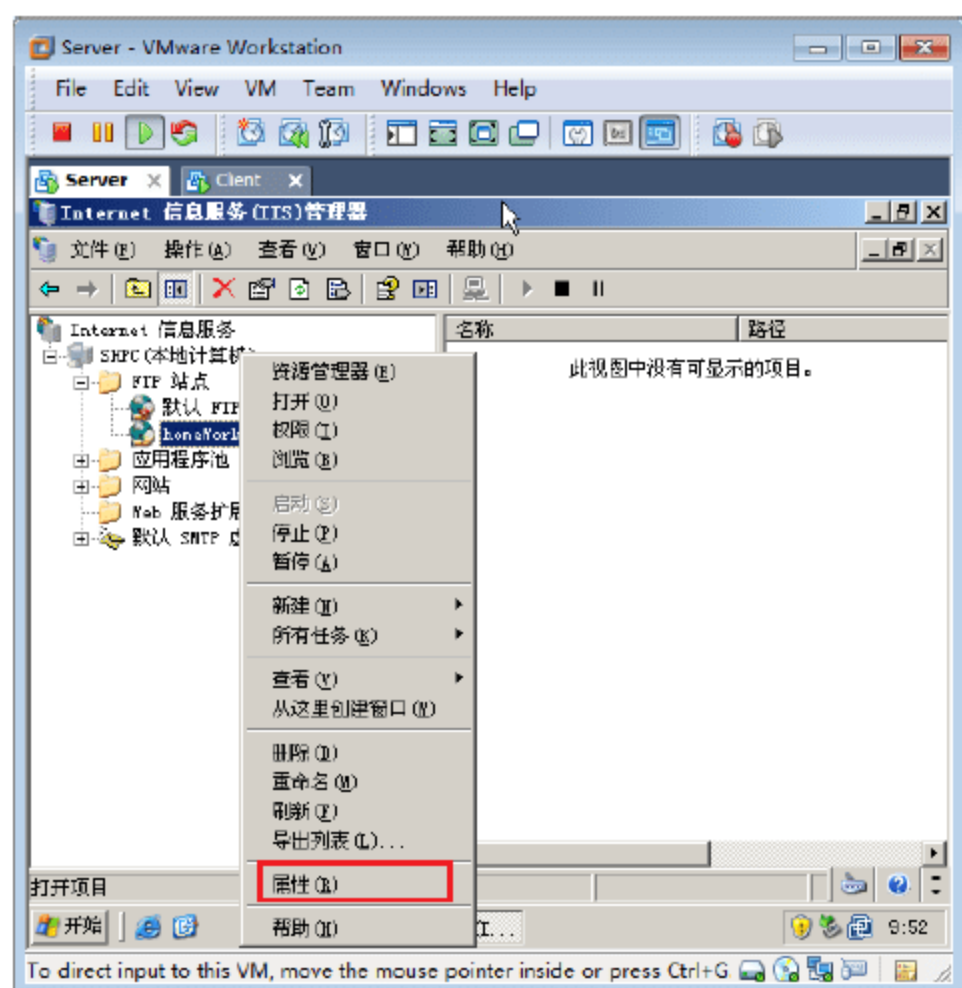 Server - VMware Workstation
File Edit View VM Team Windows Help
Server Client
Internet 信息服务(IIS)管理器
文件(F) 操作(A) 查看(V) 窗口(W) 帮助(H)
Internet 信息服务
SHPC(本地计算机)
FTP 站点
默认 FTP
homeWork
应用程序池
网站
Web 服务扩展
默认 SMTP 虚
名称 路径
此视图中没有可显示的项目。
资源管理器(E)
打开(O)
权限(I)
浏览(B)
启动(S)
停止(P)
暂停(A)
新建(N)
所有任务(K)
查看(V)
从这里创建窗口(W)
删除(D)
重命名(M)
刷新(F)
导出列表(L)...
属性(R)
帮助(H)
打开项目
开始
9:52
To direct input to this VM, move the mouse pointer inside or press Ctrl+G.